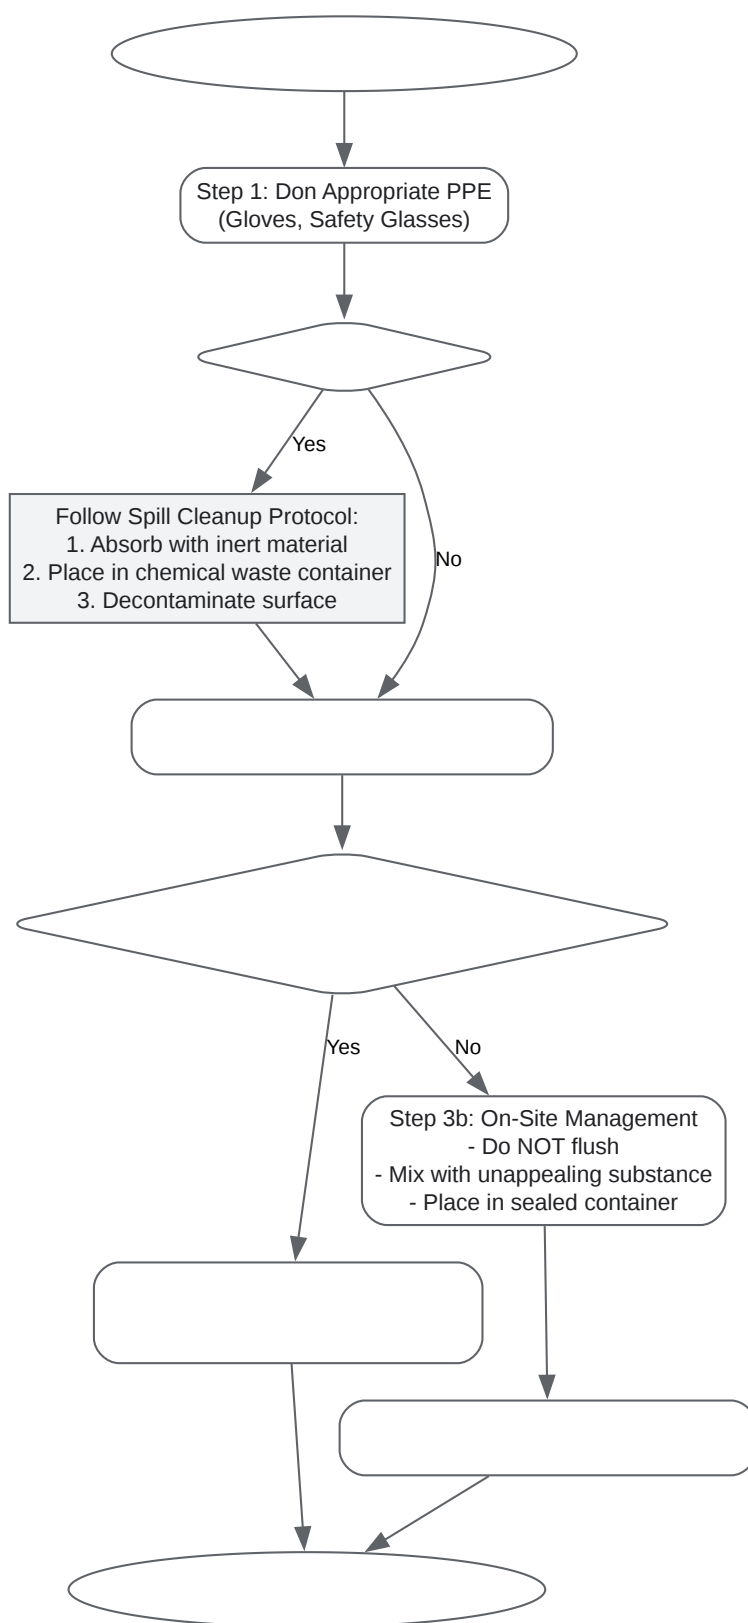 Step 1: Don Appropriate PPE
(Gloves, Safety Glasses)
Yes
Follow Spill Cleanup Protocol:
1. Absorb with inert material
2. Place in chemical waste container
3. Decontaminate surface
No
Yes
No
Step 3b: On-Site Management
- Do NOT flush
- Mix with unappealing substance
- Place in sealed container